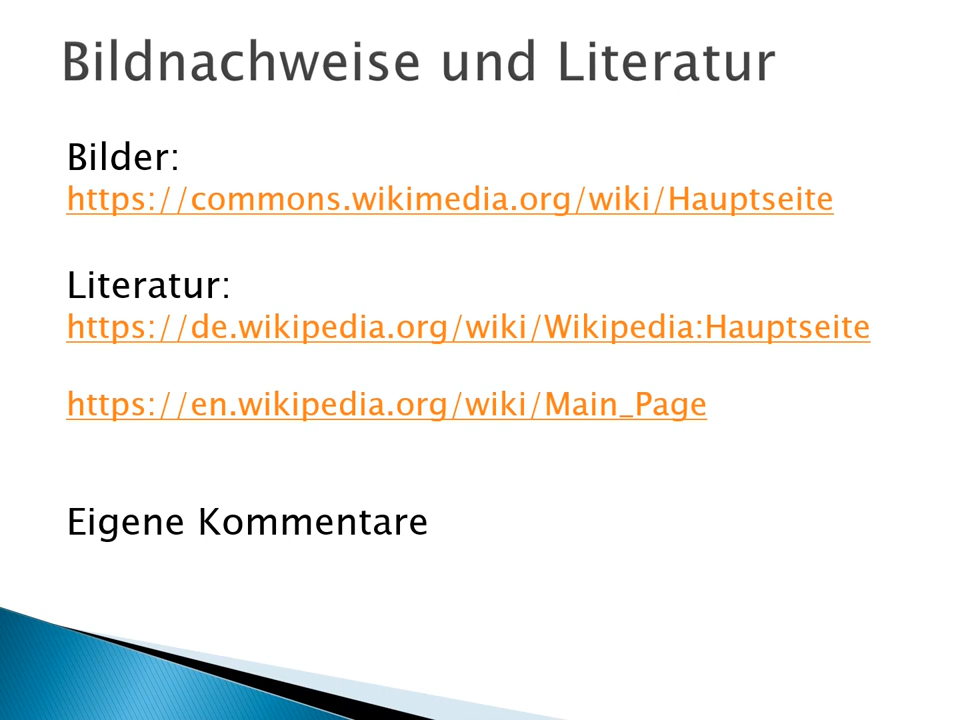 Bildnachweise und Literatur
Bilder:
https://commons.wikimedia.org/wiki/Hauptseite
Literatur:
https://de.wikipedia.org/wiki/Wikipedia:Hauptseite
https://en.wikipedia.org/wiki/Main_Page
Eigene Kommentare